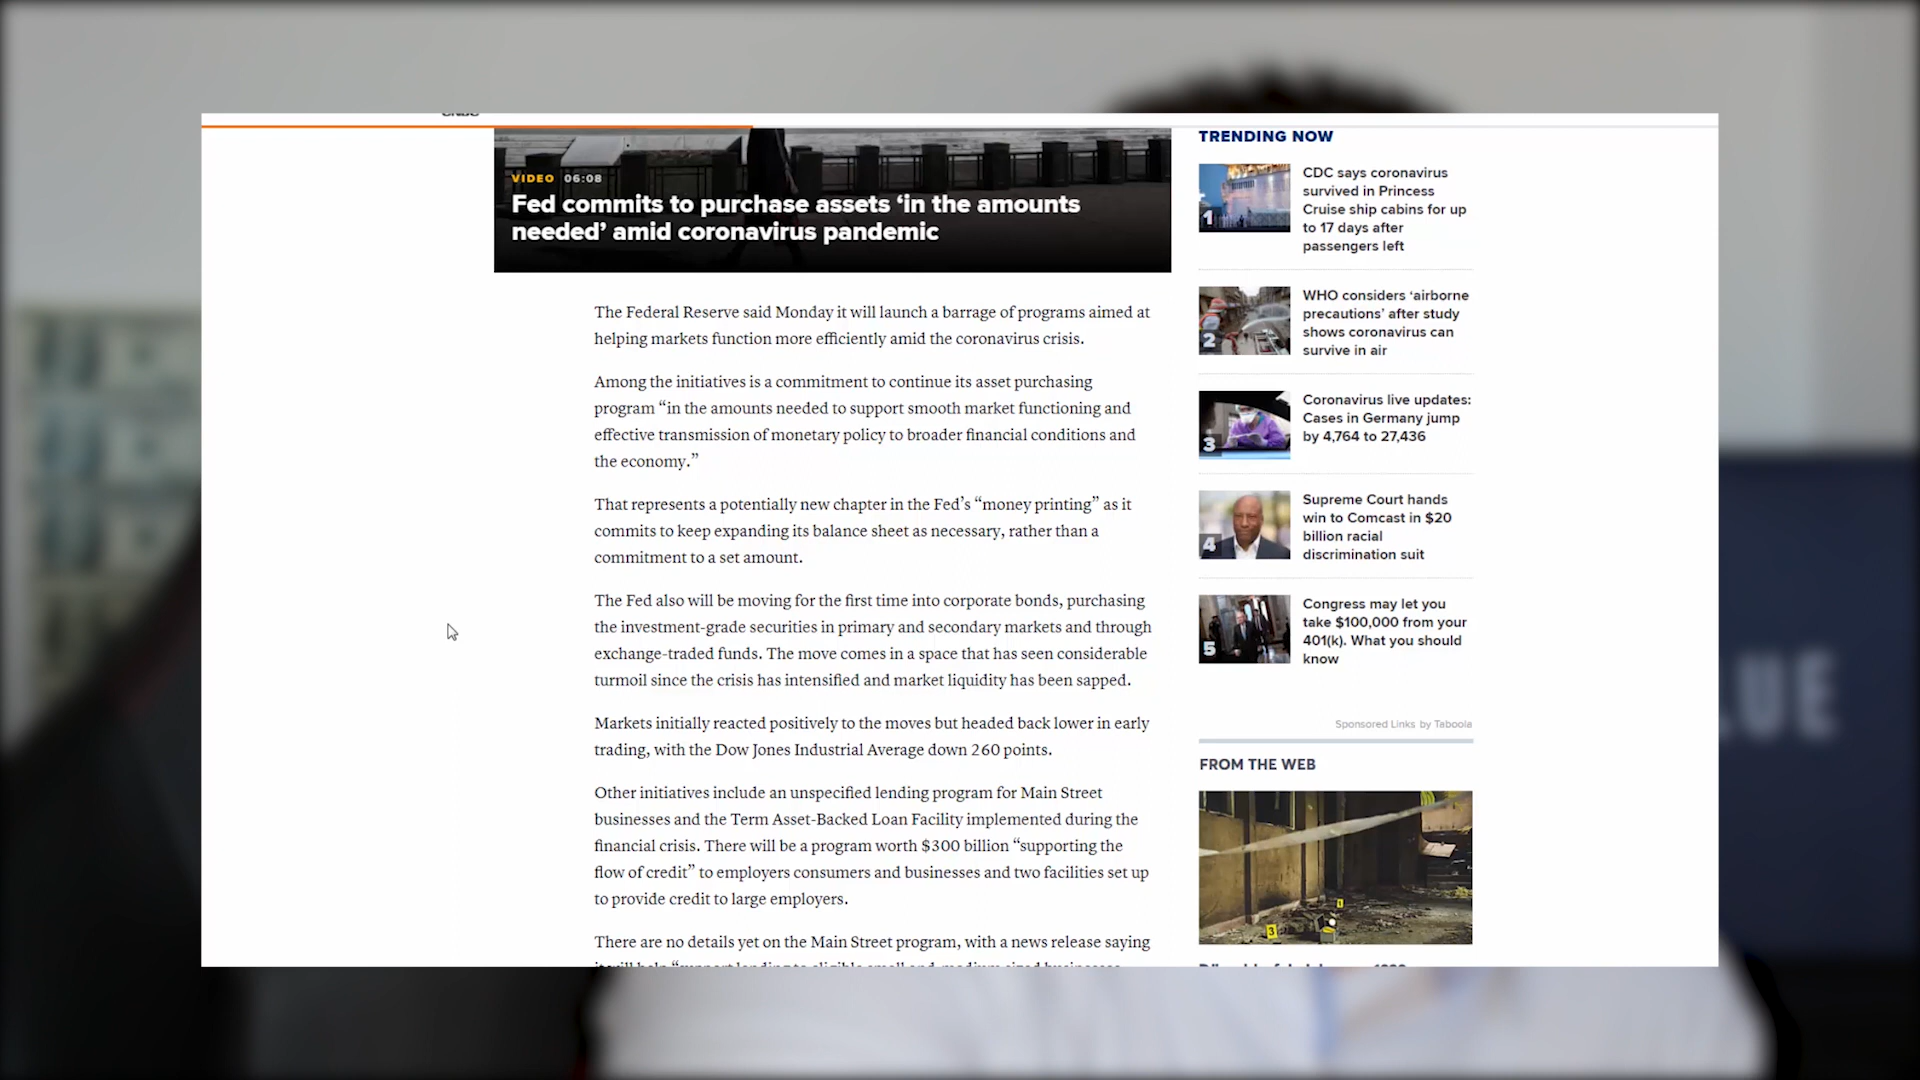 VIDEO 06:08
Fed commits to purchase assets ‘in the amounts
needed’ amid coronavirus pandemic
The Federal Reserve said Monday it will launch a barrage of programs aimed at
helping markets function more efficiently amid the coronavirus crisis.
Among the initiatives is a commitment to continue its asset purchasing
program “in the amounts needed to support smooth market functioning and
effective transmission of monetary policy to broader financial conditions and
the economy.”
That represents a potentially new chapter in the Fed’s “money printing” as it
commits to keep expanding its balance sheet as necessary, rather than a
commitment to a set amount.
The Fed also will be moving for the first time into corporate bonds, purchasing
the investment-grade securities in primary and secondary markets and through
exchange-traded funds. The move comes in a space that has seen considerable
turmoil since the crisis has intensified and market liquidity has been sapped.
Markets initially reacted positively to the moves but headed back lower in early
trading, with the Dow Jones Industrial Average down 260 points.
Other initiatives include an unspecified lending program for Main Street
businesses and the Term Asset-Backed Loan Facility implemented during the
financial crisis. There will be a program worth $300 billion “supporting the
flow of credit” to employers consumers and businesses and two facilities set up
to provide credit to large employers.
There are no details yet on the Main Street program, with a news release saying
TRENDING NOW
1
CDC says coronavirus
survived in Princess
Cruise ship cabins for up
to 17 days after
passengers left
2
WHO considers ‘airborne
precautions’ after study
shows coronavirus can
survive in air
3
Coronavirus live updates:
Cases in Germany jump
by 4,764 to 27,436
4
Supreme Court hands
win to Comcast in $20
billion racial
discrimination suit
5
Congress may let you
take $100,000 from your
401(k). What you should
know
Sponsored Links by Taboola
FROM THE WEB
1
3
LUE